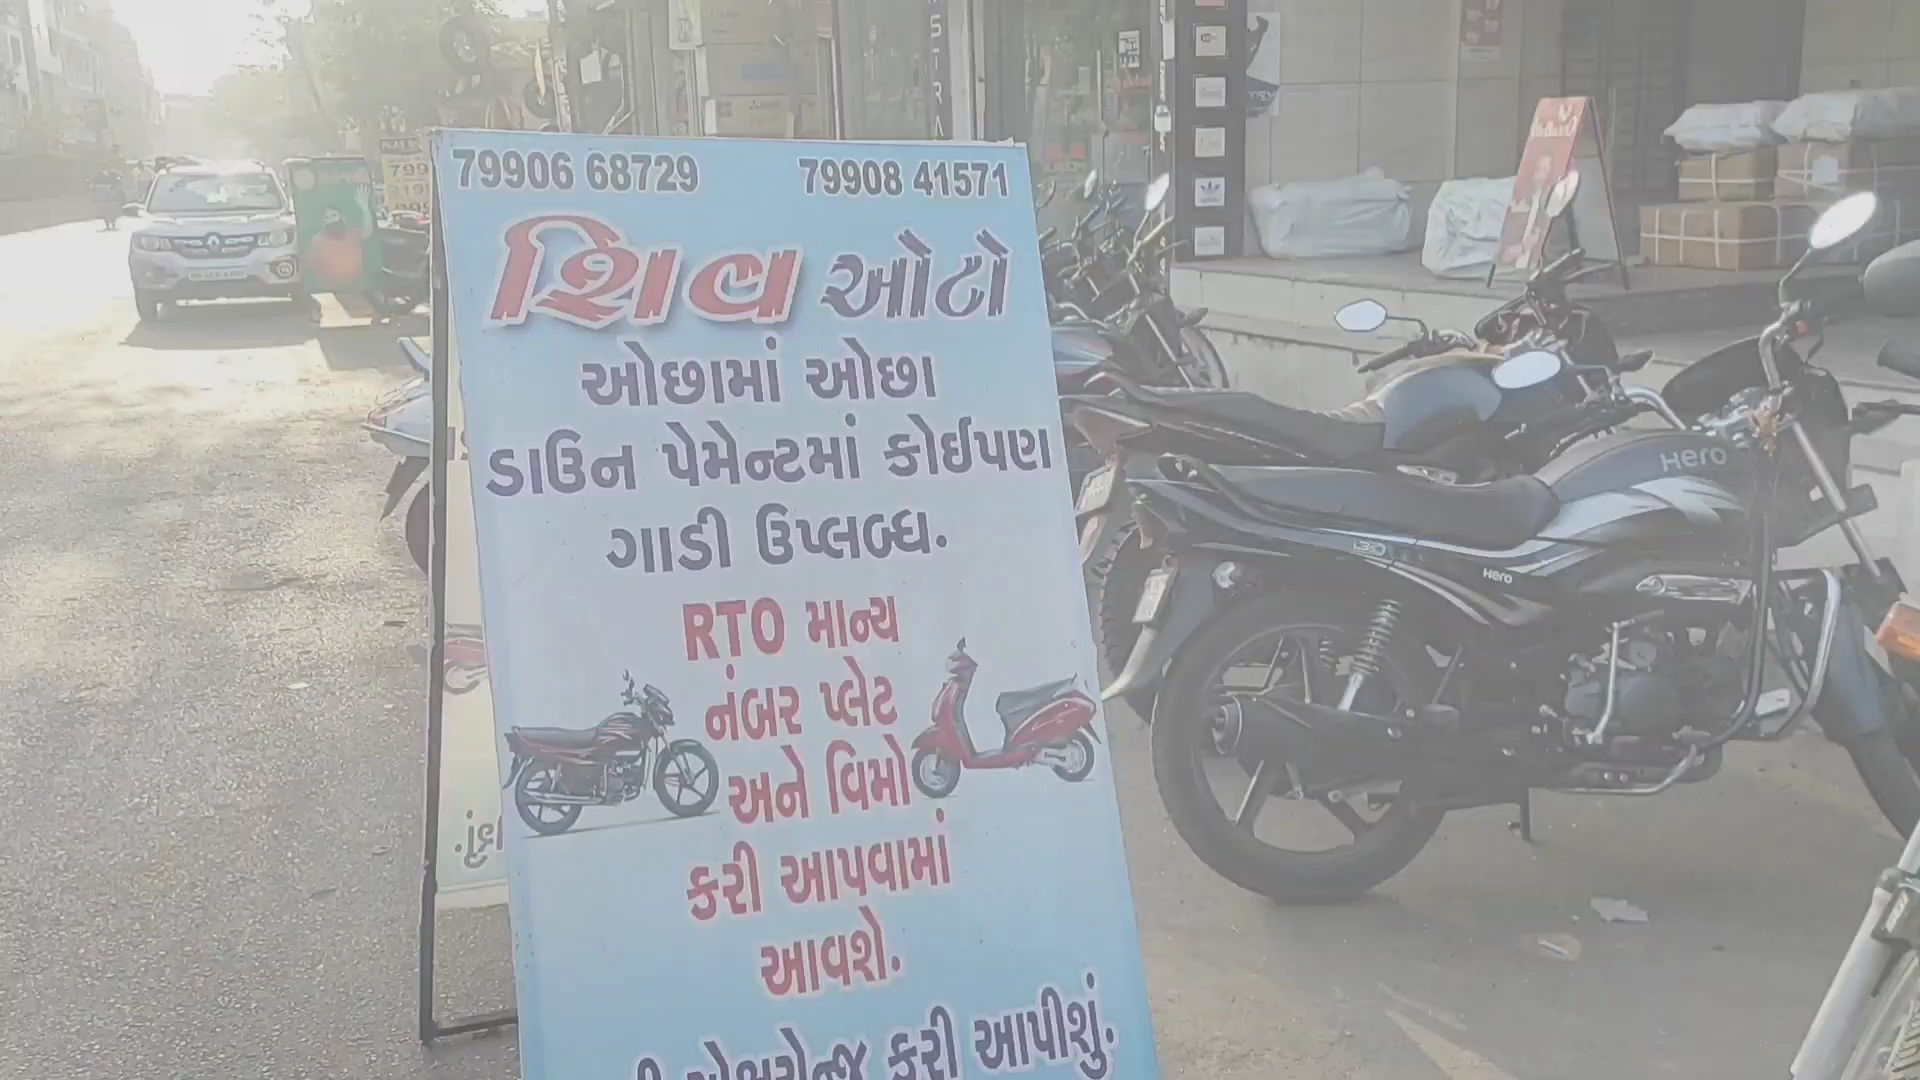 79906 68729 79908 41571
શિવ ઓટો
ઓછામાં ઓછા
ડાઉન પેમેન્ટમાં કોઈપણ
ગાડી ઉપ્લબ્ધ.
RTO માન્ય
નંબર પ્લેટ
અને વિમો
કરી આપવામાં
આવશે.
કરી આપીશું.
Hero
Hero